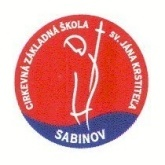 CIRKEVNÁ ZÁKLADNÁ ŠKOLA
SV. JÁNA KRSTITEĽA
SABINOV